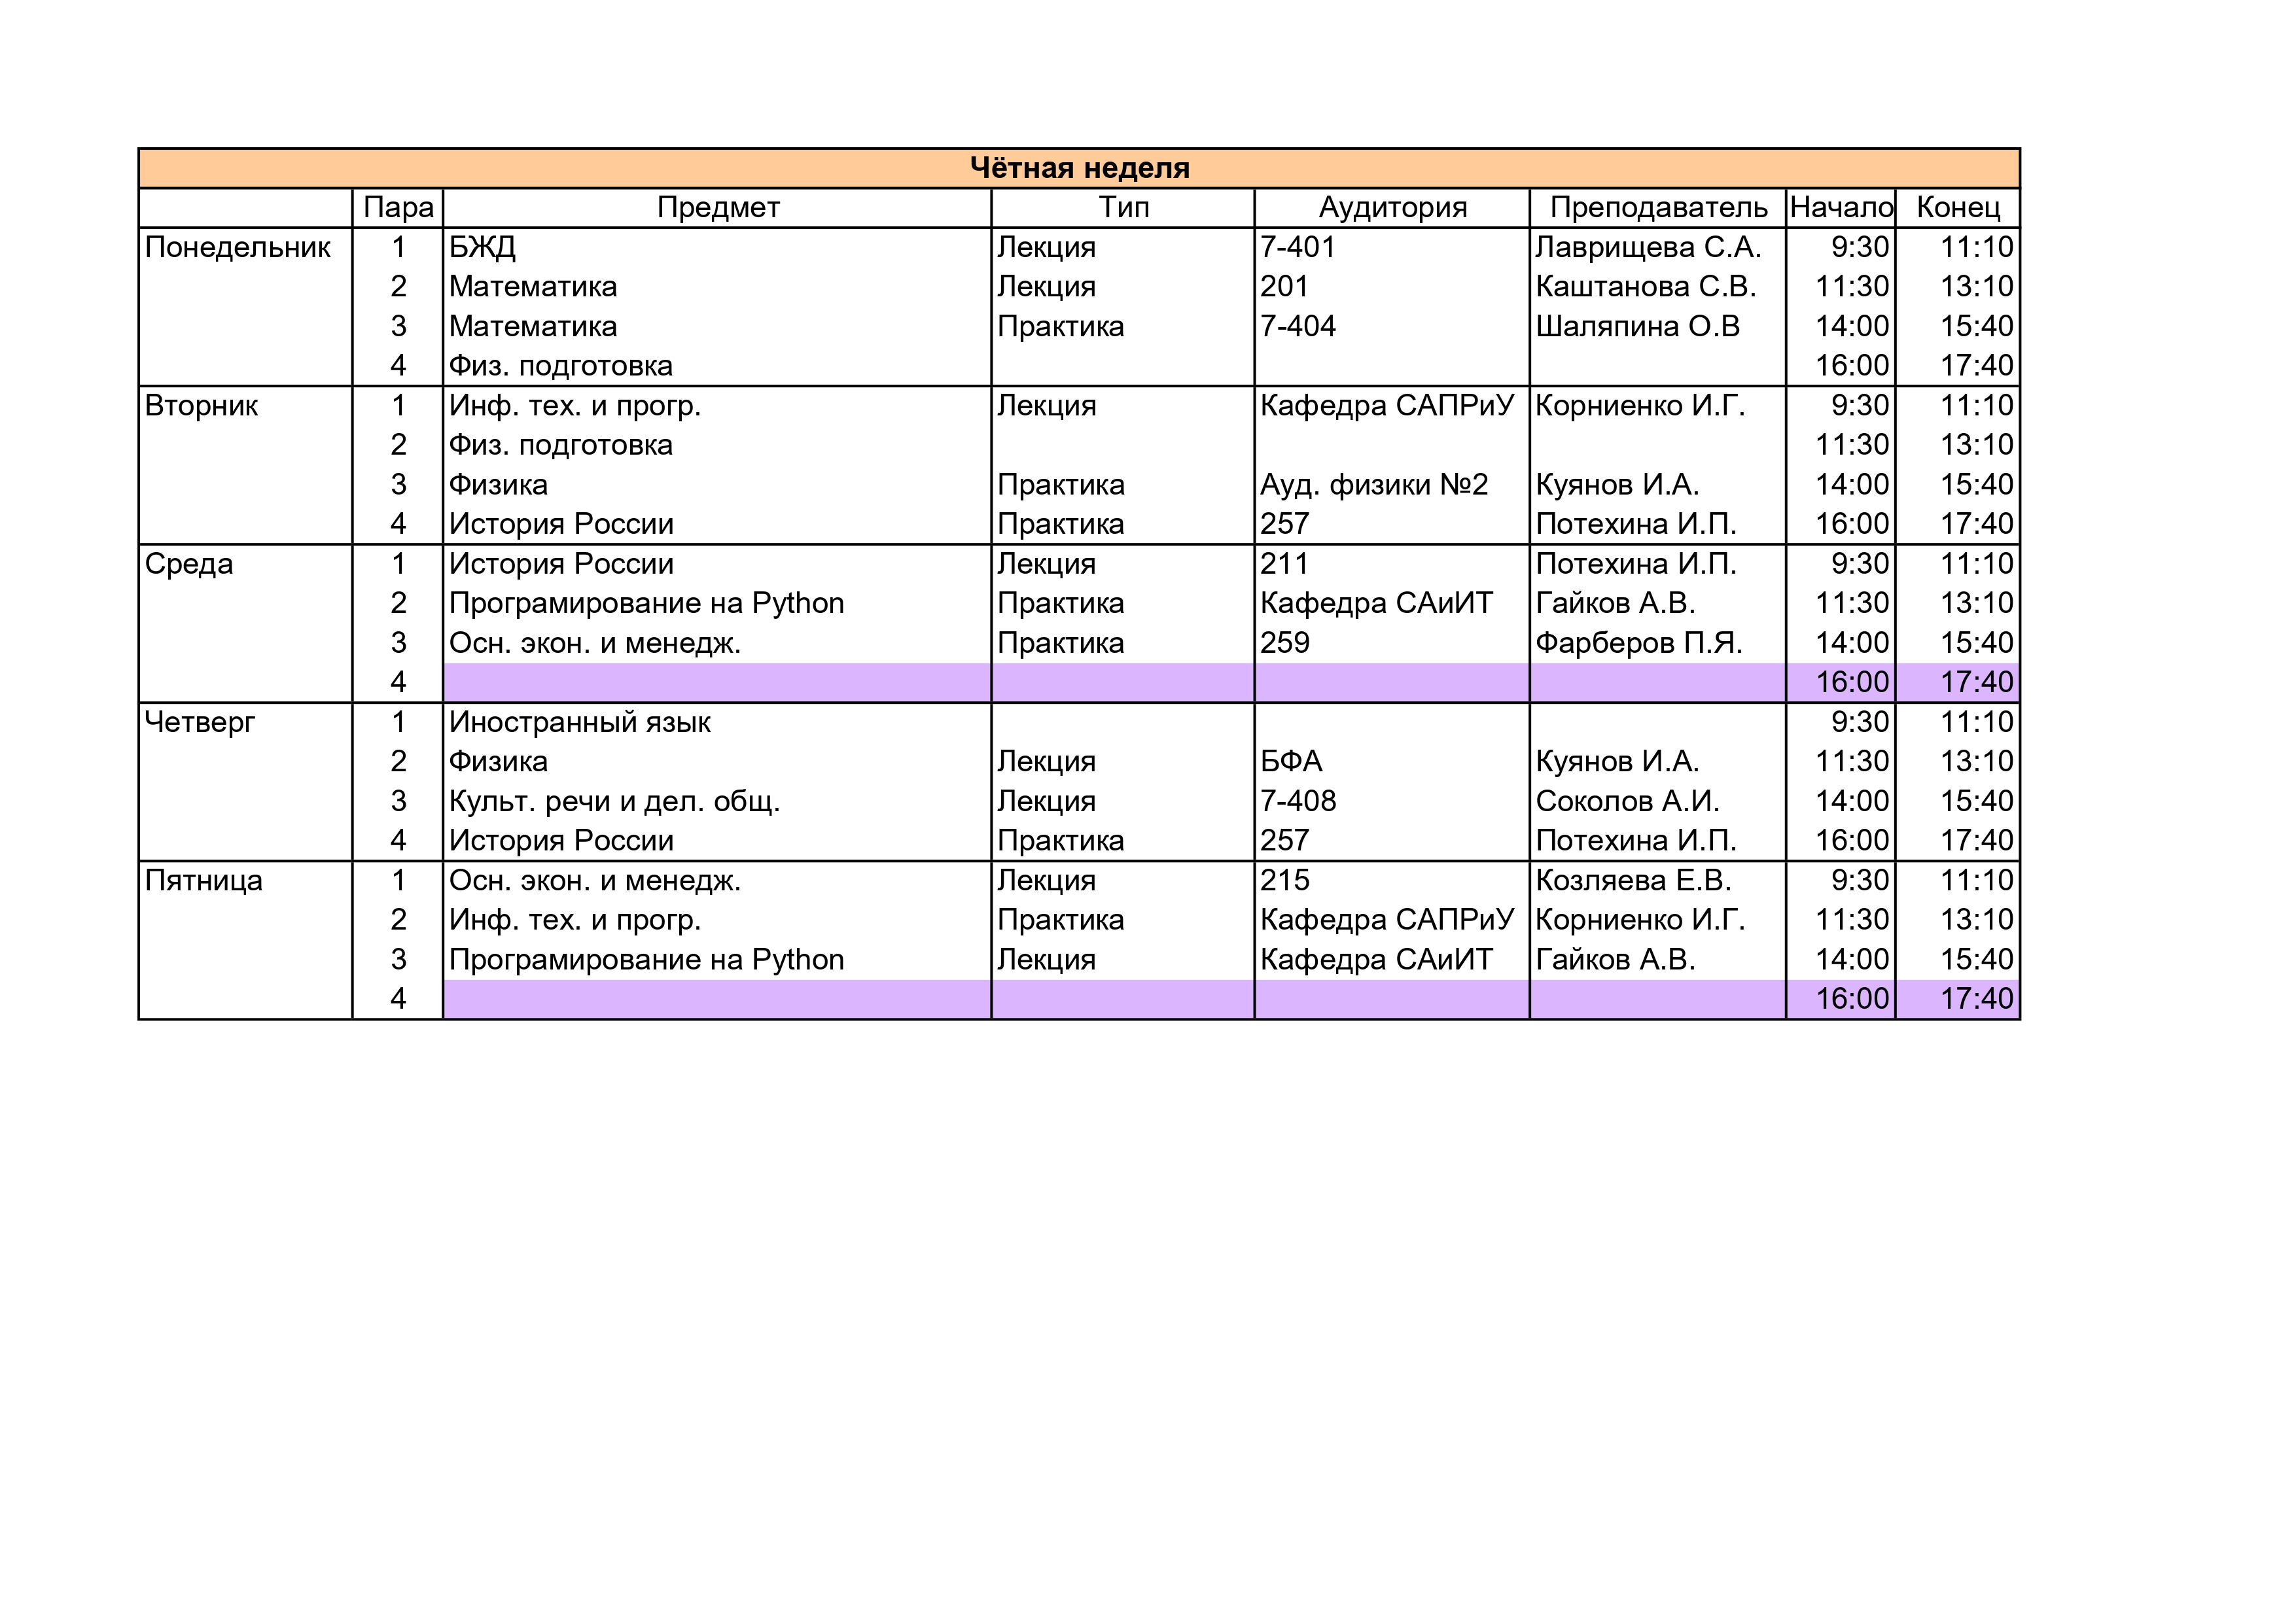 Чётная неделя
Пара Предмет Тип Аудитория Преподаватель Начало Конец
Понедельник 1 БЖД Лекция 7-401 Лаврищева С.А. 9:30 11:10
2 Математика Лекция 201 Каштанова С.В. 11:30 13:10
3 Математика Практика 7-404 Шаляпина О.В 14:00 15:40
4 Физ. подготовка 16:00 17:40
Вторник 1 Инф. тех. и прогр. Лекция Кафедра САПРиУ Корниенко И.Г. 9:30 11:10
2 Физ. подготовка 11:30 13:10
3 Физика Практика Ауд. физики №2 Куянов И.А. 14:00 15:40
4 История России Практика 257 Потехина И.П. 16:00 17:40
Среда 1 История России Лекция 211 Потехина И.П. 9:30 11:10
2 Програмирование на Python Практика Кафедра САиИТ Гайков А.В. 11:30 13:10
3 Осн. экон. и менедж. Практика 259 Фарберов П.Я. 14:00 15:40
4 16:00 17:40
Четверг 1 Иностранный язык 9:30 11:10
2 Физика Лекция БФА Куянов И.А. 11:30 13:10
3 Культ. речи и дел. общ. Лекция 7-408 Соколов А.И. 14:00 15:40
4 История России Практика 257 Потехина И.П. 16:00 17:40
Пятница 1 Осн. экон. и менедж. Лекция 215 Козляева Е.В. 9:30 11:10
2 Инф. тех. и прогр. Практика Кафедра САПРиУ Корниенко И.Г. 11:30 13:10
3 Програмирование на Python Лекция Кафедра САиИТ Гайков А.В. 14:00 15:40
4 16:00 17:40